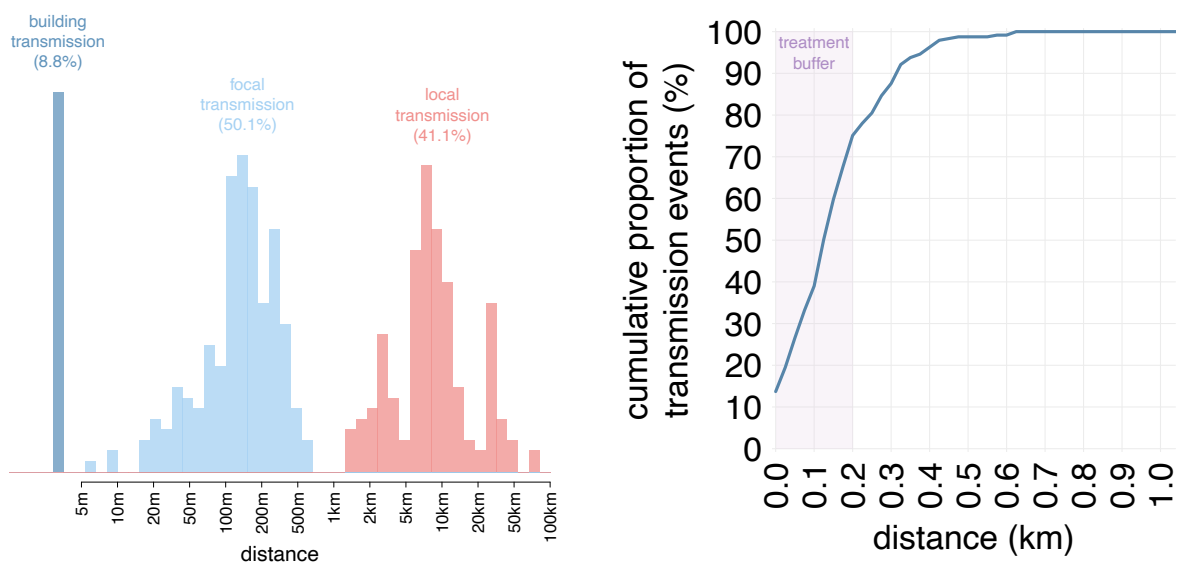 building
transmission
(8.8%)
focal
transmission
(50.1%)
local
transmission
(41.1%)
5m
10m
20m
50m
100m
200m
500m
1km
2km
5km
10km
20km
50km
100km
distance
cumulative proportion of
transmission events (%)
100
90
80
70
60
50
40
30
20
10
0
treatment
buffer
0.0
0.1
0.2
0.3
0.4
0.5
0.6
0.7
0.8
0.9
1.0
distance (km)